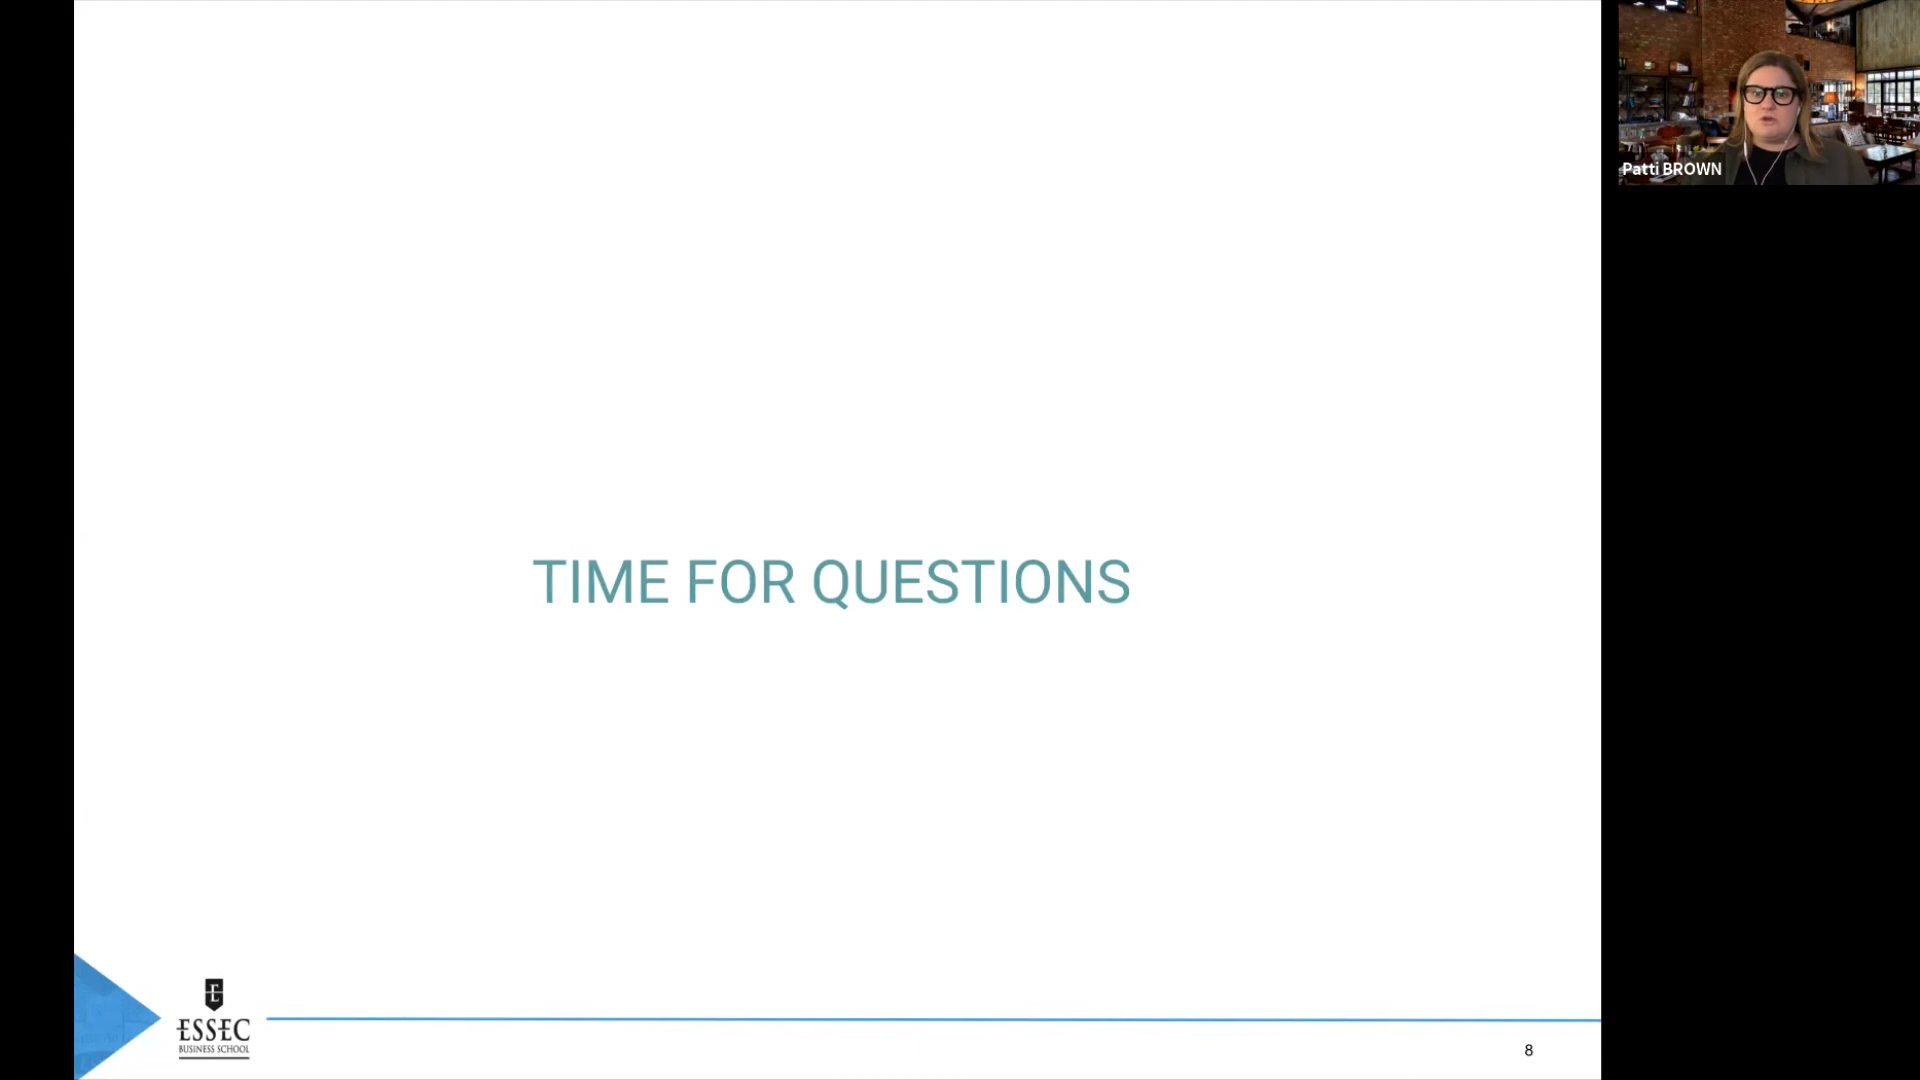 Patti BROWN
TIME FOR QUESTIONS
E
ESSEC
BUSINESS SCHOOL
8